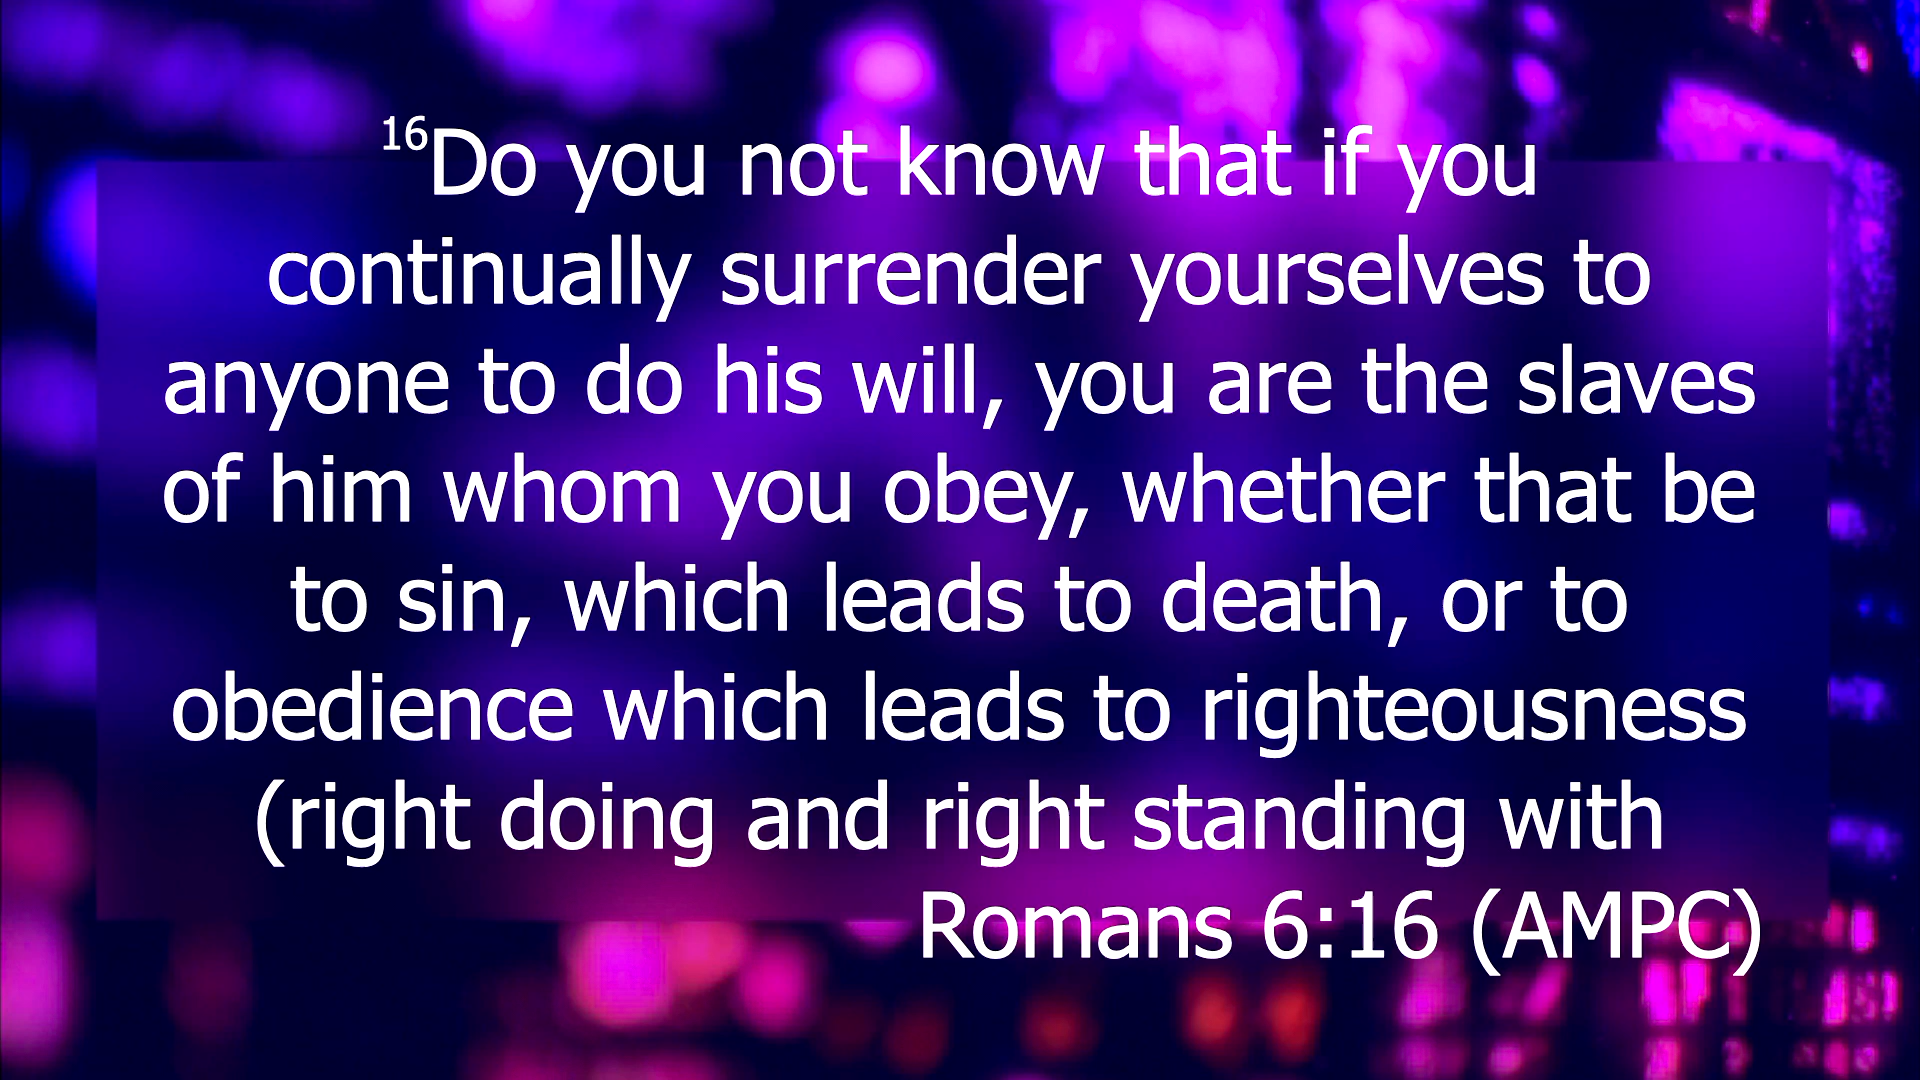 16Do you not know that if you
continually surrender yourselves to
anyone to do his will, you are the slaves
of him whom you obey, whether that be
to sin, which leads to death, or to
obedience which leads to righteousness
(right doing and right standing with
Romans 6:16 (AMPC)